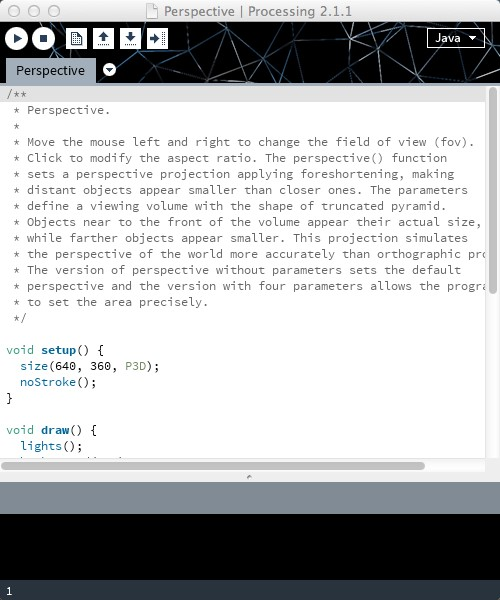 Perspective | Processing 2.1.1
Java
Perspective
/**
 * Perspective.
 *
 * Move the mouse left and right to change the field of view (fov).
 * Click to modify the aspect ratio. The perspective() function
 * sets a perspective projection applying foreshortening, making
 * distant objects appear smaller than closer ones. The parameters
 * define a viewing volume with the shape of truncated pyramid.
 * Objects near to the front of the volume appear their actual size,
 * while farther objects appear smaller. This projection simulates
 * the perspective of the world more accurately than orthographic pro
 * The version of perspective without parameters sets the default
 * perspective and the version with four parameters allows the progra
 * to set the area precisely.
 */
void setup() {
  size(640, 360, P3D);
  noStroke();
}
void draw() {
  lights();
1